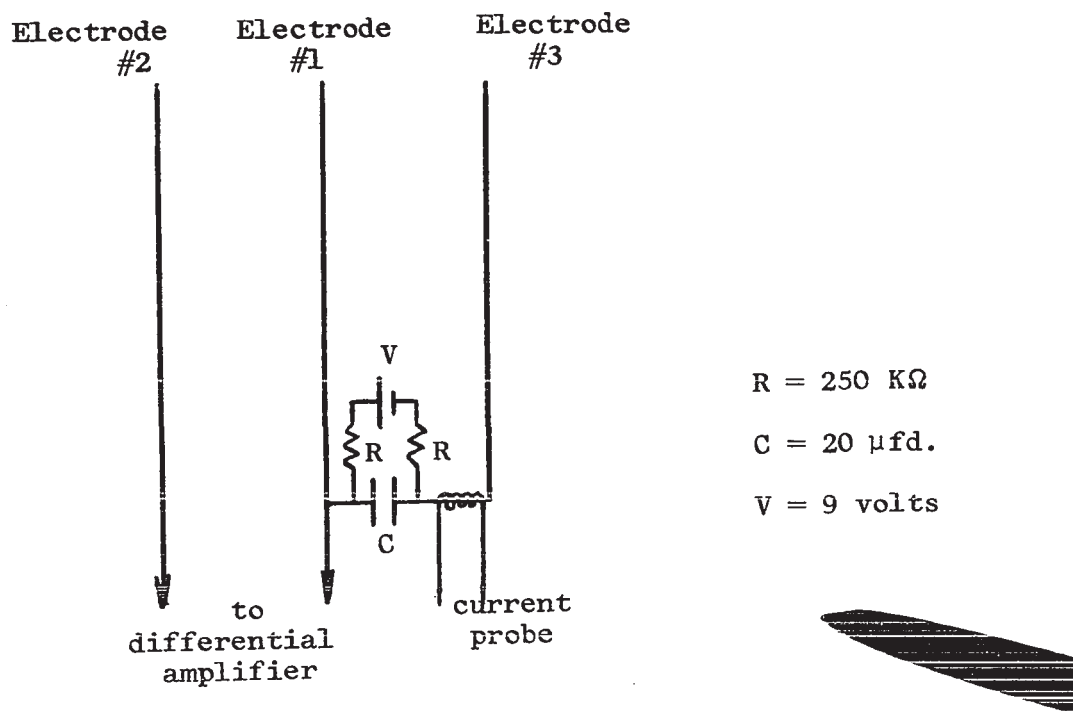 Electrode
#2
Electrode
#1
Electrode
#3
V
R
R
C
R = 250 KΩ
C = 20 μfd.
V = 9 volts
to
differential
amplifier
current
probe